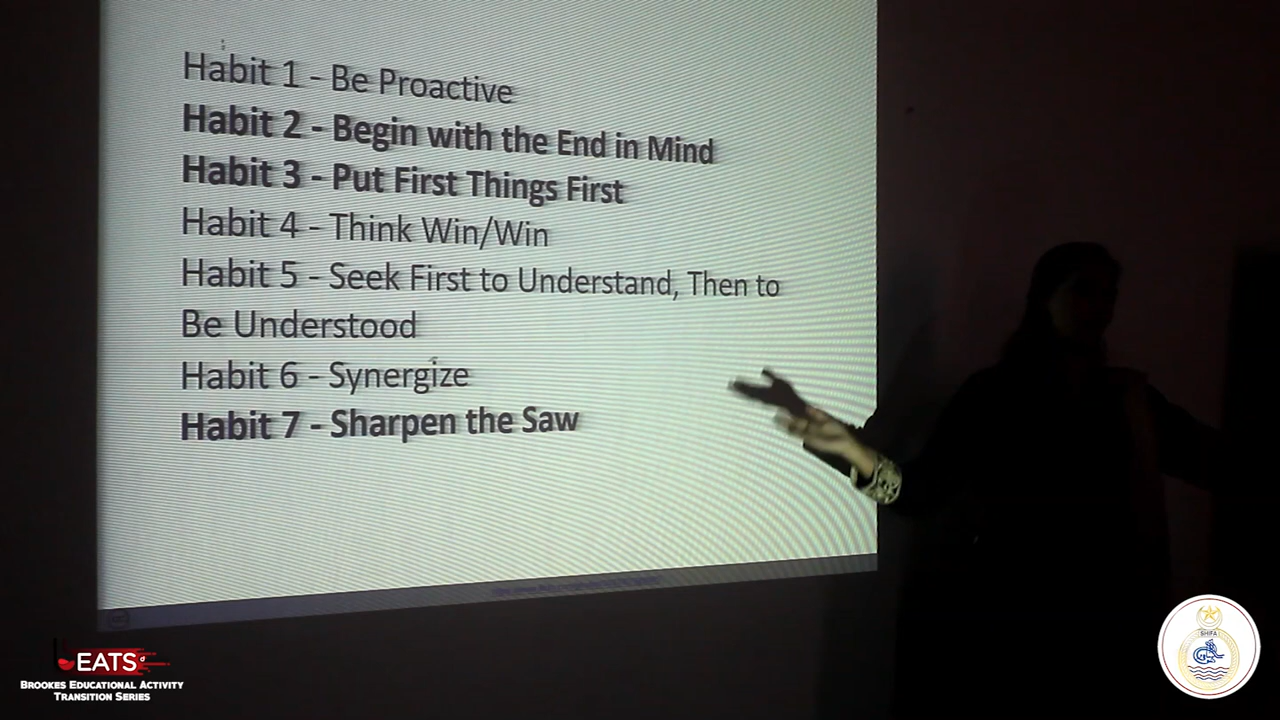 Habit 1 - Be Proactive
Habit 2 - Begin with the End in Mind
Habit 3 - Put First Things First
Habit 4 - Think Win/Win
Habit 5 - Seek First to Understand, Then to
Be Understood
Habit 6 - Synergize
Habit 7 - Sharpen the Saw
EATS
BROOKES EDUCATIONAL ACTIVITY
TRANSITION SERIES
SHIFA